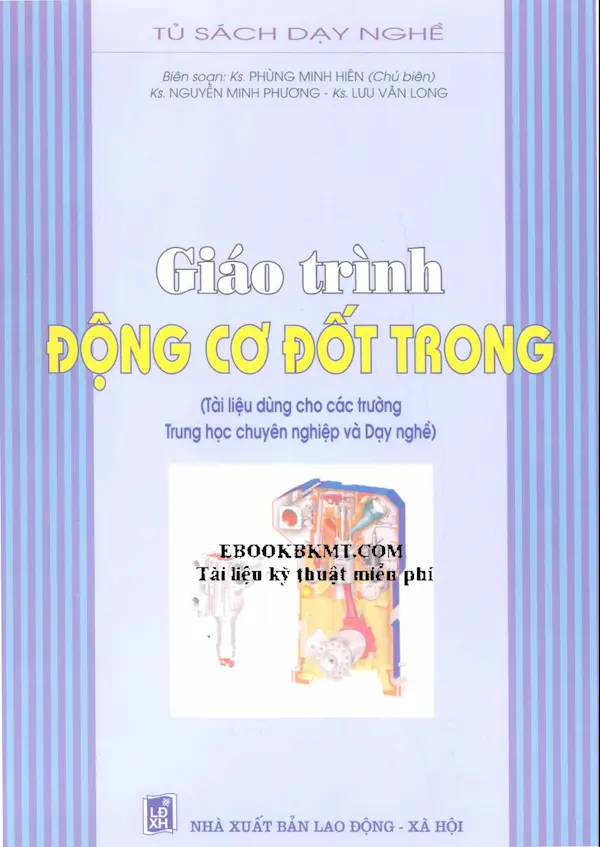 TỦ SÁCH DẠY NGHỀ
Biên soạn: Ks. PHÙNG MINH HIÊN (Chủ biên)
Ks. NGUYỄN MINH PHƯƠNG - Ks. LƯU VĂN LONG
Giáo trình
ĐỘNG CƠ ĐỐT TRONG
(Tài liệu dùng cho các trường
Trung học chuyên nghiệp và Dạy nghề)
EBOOKBKMT.COM
Tài liệu kỹ thuật miễn phí
LĐ
XH
NHÀ XUẤT BẢN LAO ĐỘNG - XÃ HỘI